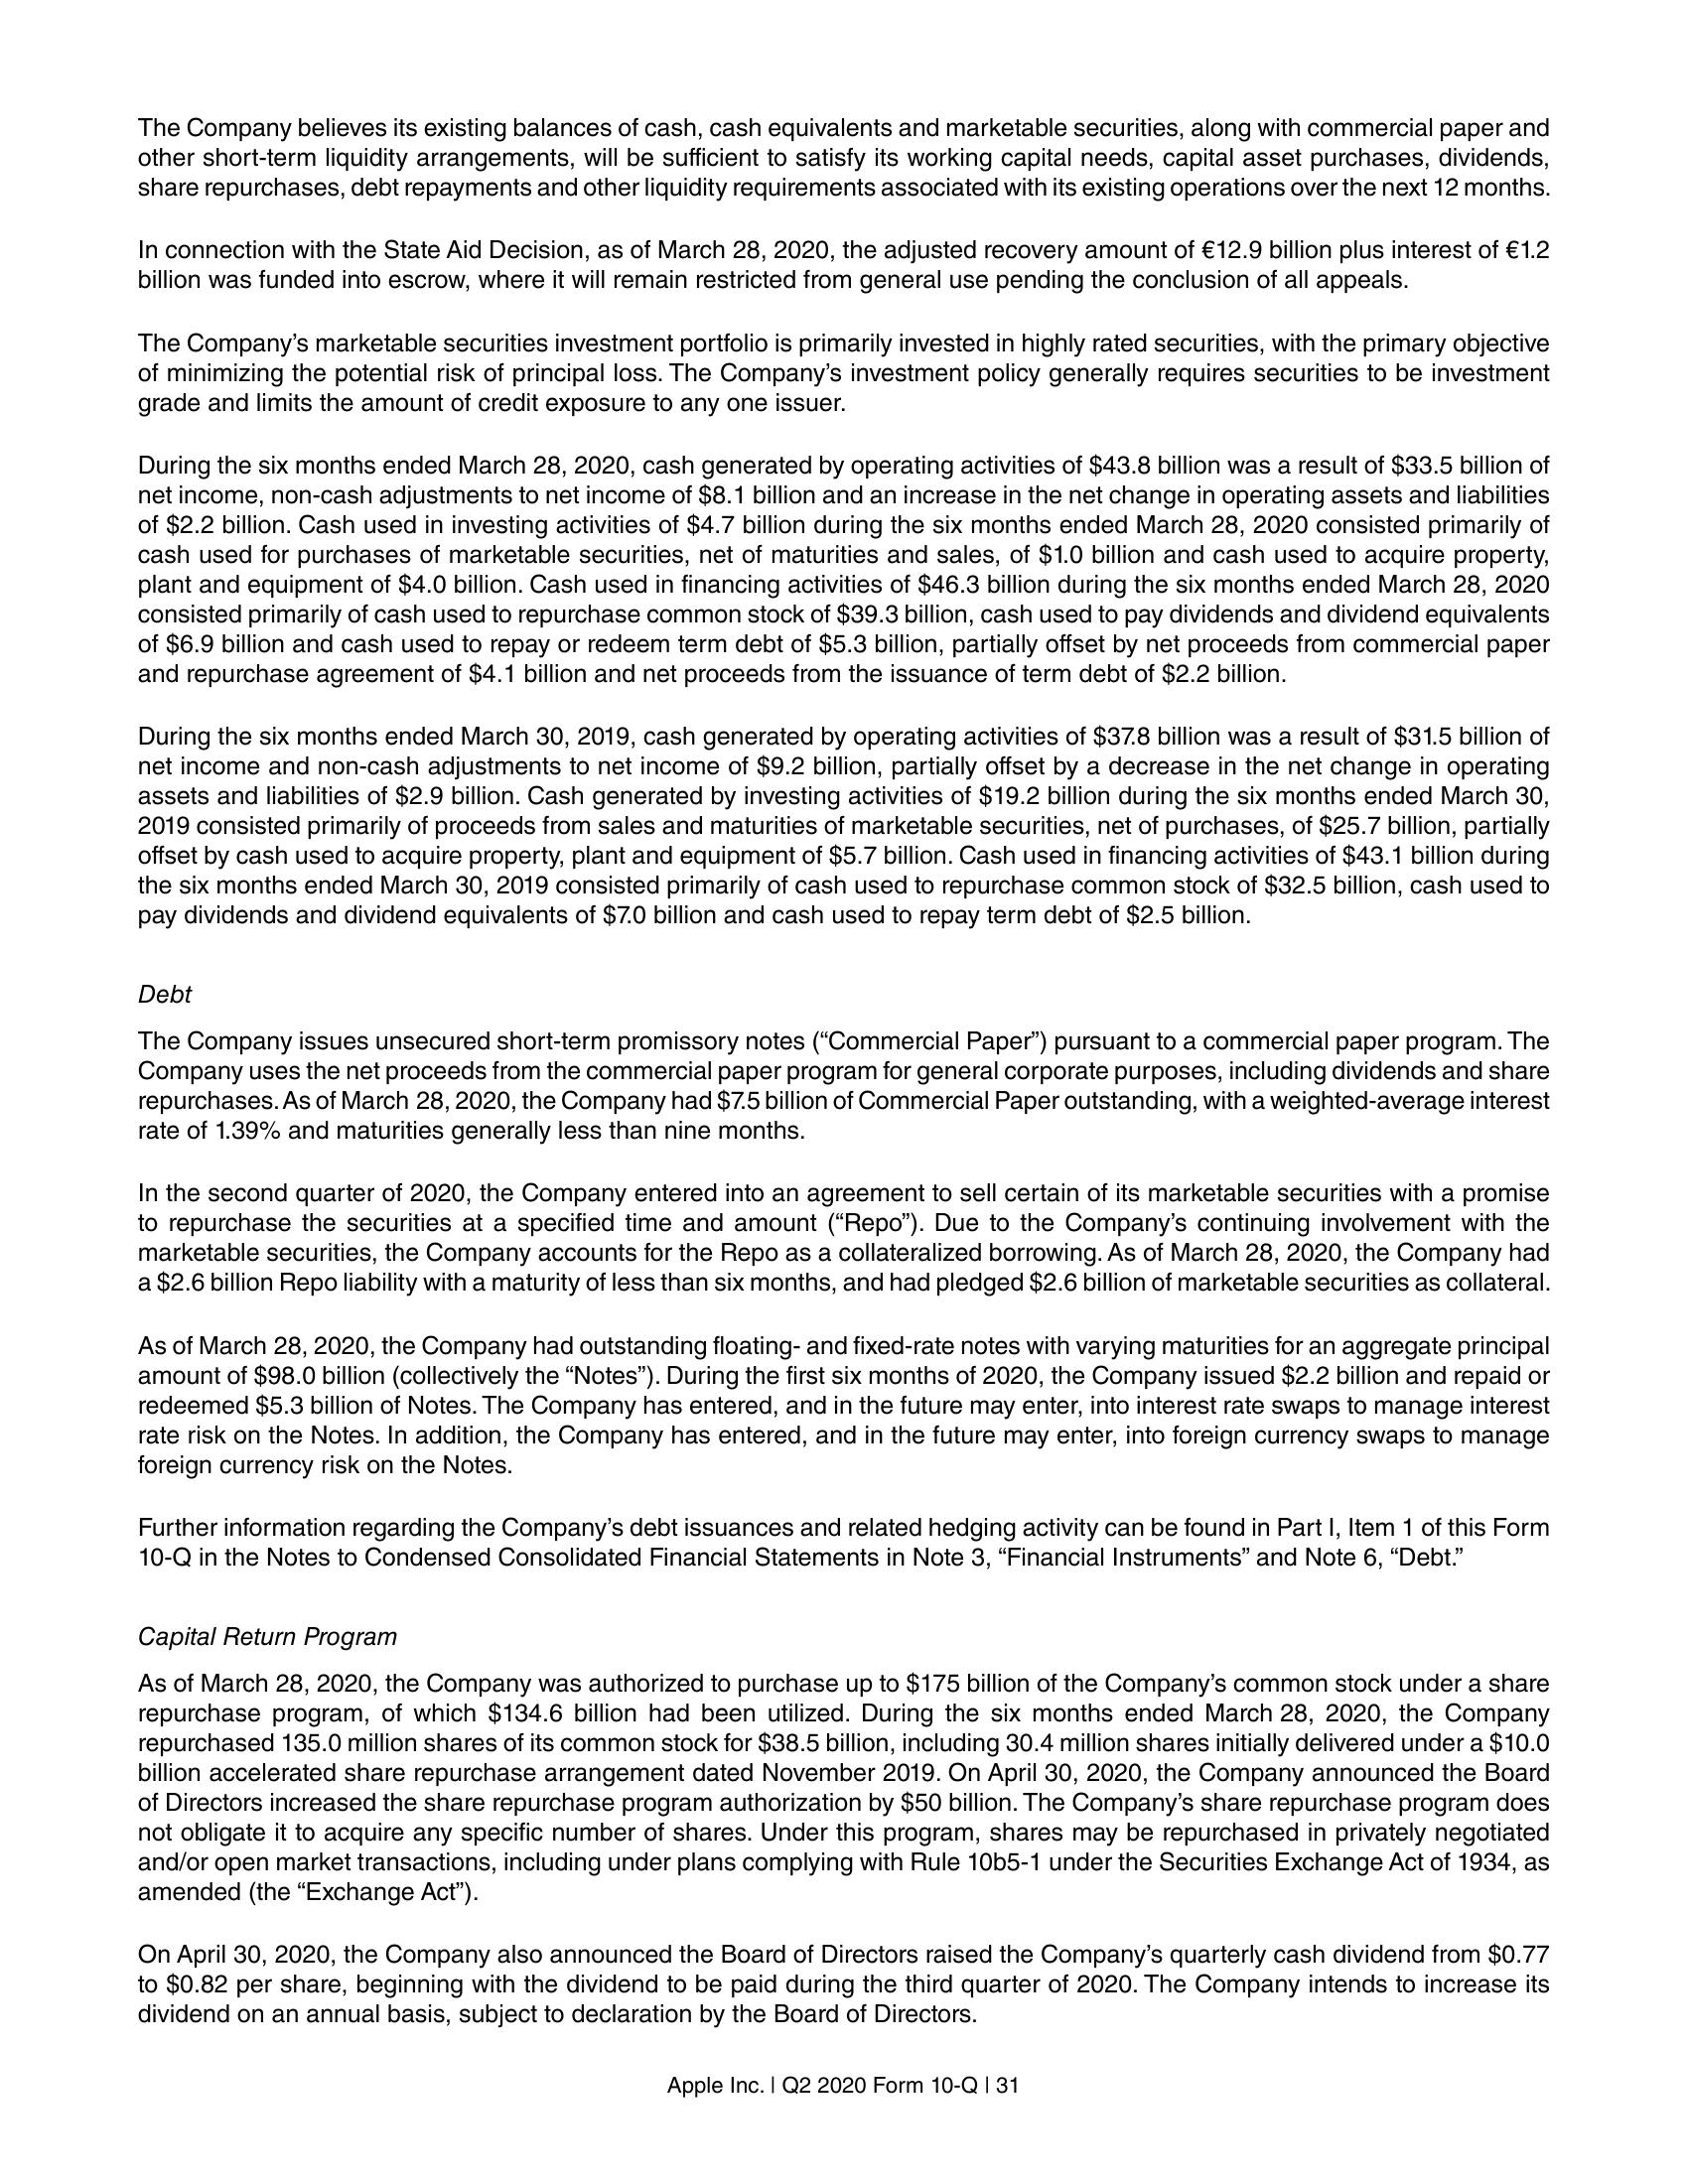 The Company believes its existing balances of cash, cash equivalents and marketable securities, along with commercial paper and
other short-term liquidity arrangements, will be sufficient to satisfy its working capital needs, capital asset purchases, dividends,
share repurchases, debt repayments and other liquidity requirements associated with its existing operations over the next 12 months.
In connection with the State Aid Decision, as of March 28, 2020, the adjusted recovery amount of €12.9 billion plus interest of €1.2
billion was funded into escrow, where it will remain restricted from general use pending the conclusion of all appeals.
The Company’s marketable securities investment portfolio is primarily invested in highly rated securities, with the primary objective
of minimizing the potential risk of principal loss. The Company’s investment policy generally requires securities to be investment
grade and limits the amount of credit exposure to any one issuer.
During the six months ended March 28, 2020, cash generated by operating activities of $43.8 billion was a result of $33.5 billion of
net income, non-cash adjustments to net income of $8.1 billion and an increase in the net change in operating assets and liabilities
of $2.2 billion. Cash used in investing activities of $4.7 billion during the six months ended March 28, 2020 consisted primarily of
cash used for purchases of marketable securities, net of maturities and sales, of $1.0 billion and cash used to acquire property,
plant and equipment of $4.0 billion. Cash used in financing activities of $46.3 billion during the six months ended March 28, 2020
consisted primarily of cash used to repurchase common stock of $39.3 billion, cash used to pay dividends and dividend equivalents
of $6.9 billion and cash used to repay or redeem term debt of $5.3 billion, partially offset by net proceeds from commercial paper
and repurchase agreement of $4.1 billion and net proceeds from the issuance of term debt of $2.2 billion.
During the six months ended March 30, 2019, cash generated by operating activities of $37.8 billion was a result of $31.5 billion of
net income and non-cash adjustments to net income of $9.2 billion, partially offset by a decrease in the net change in operating
assets and liabilities of $2.9 billion. Cash generated by investing activities of $19.2 billion during the six months ended March 30,
2019 consisted primarily of proceeds from sales and maturities of marketable securities, net of purchases, of $25.7 billion, partially
offset by cash used to acquire property, plant and equipment of $5.7 billion. Cash used in financing activities of $43.1 billion during
the six months ended March 30, 2019 consisted primarily of cash used to repurchase common stock of $32.5 billion, cash used to
pay dividends and dividend equivalents of $7.0 billion and cash used to repay term debt of $2.5 billion.
Debt
The Company issues unsecured short-term promissory notes (“Commercial Paper”) pursuant to a commercial paper program. The
Company uses the net proceeds from the commercial paper program for general corporate purposes, including dividends and share
repurchases. As of March 28, 2020, the Company had $7.5 billion of Commercial Paper outstanding, with a weighted-average interest
rate of 1.39% and maturities generally less than nine months.
In the second quarter of 2020, the Company entered into an agreement to sell certain of its marketable securities with a promise
to repurchase the securities at a specified time and amount (“Repo”). Due to the Company’s continuing involvement with the
marketable securities, the Company accounts for the Repo as a collateralized borrowing. As of March 28, 2020, the Company had
a $2.6 billion Repo liability with a maturity of less than six months, and had pledged $2.6 billion of marketable securities as collateral.
As of March 28, 2020, the Company had outstanding floating- and fixed-rate notes with varying maturities for an aggregate principal
amount of $98.0 billion (collectively the “Notes”). During the first six months of 2020, the Company issued $2.2 billion and repaid or
redeemed $5.3 billion of Notes. The Company has entered, and in the future may enter, into interest rate swaps to manage interest
rate risk on the Notes. In addition, the Company has entered, and in the future may enter, into foreign currency swaps to manage
foreign currency risk on the Notes.
Further information regarding the Company’s debt issuances and related hedging activity can be found in Part I, Item 1 of this Form
10-Q in the Notes to Condensed Consolidated Financial Statements in Note 3, “Financial Instruments” and Note 6, “Debt.”
Capital Return Program
As of March 28, 2020, the Company was authorized to purchase up to $175 billion of the Company’s common stock under a share
repurchase program, of which $134.6 billion had been utilized. During the six months ended March 28, 2020, the Company
repurchased 135.0 million shares of its common stock for $38.5 billion, including 30.4 million shares initially delivered under a $10.0
billion accelerated share repurchase arrangement dated November 2019. On April 30, 2020, the Company announced the Board
of Directors increased the share repurchase program authorization by $50 billion. The Company’s share repurchase program does
not obligate it to acquire any specific number of shares. Under this program, shares may be repurchased in privately negotiated
and/or open market transactions, including under plans complying with Rule 10b5-1 under the Securities Exchange Act of 1934, as
amended (the “Exchange Act”).
On April 30, 2020, the Company also announced the Board of Directors raised the Company’s quarterly cash dividend from $0.77
to $0.82 per share, beginning with the dividend to be paid during the third quarter of 2020. The Company intends to increase its
dividend on an annual basis, subject to declaration by the Board of Directors.
Apple Inc. | Q2 2020 Form 10-Q | 31